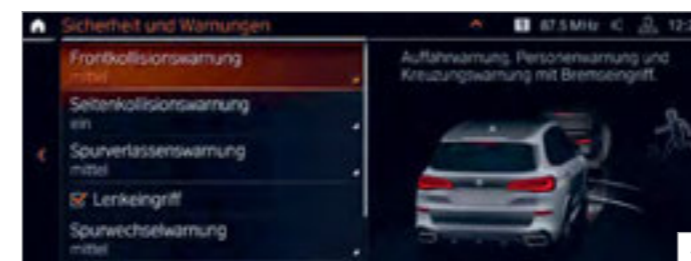 Sicherheit und Warnungen
87.5 MHz
Frontkollisionswarnung
mittel
Seitenkollisionswarnung
ein
Spurverlassenswarnung
mittel
Lenkeingriff
Spurwechselwarnung
mittel
Auffahrwarnung, Personenwarnung und
Kreuzungswarnung mit Bremseingriff.